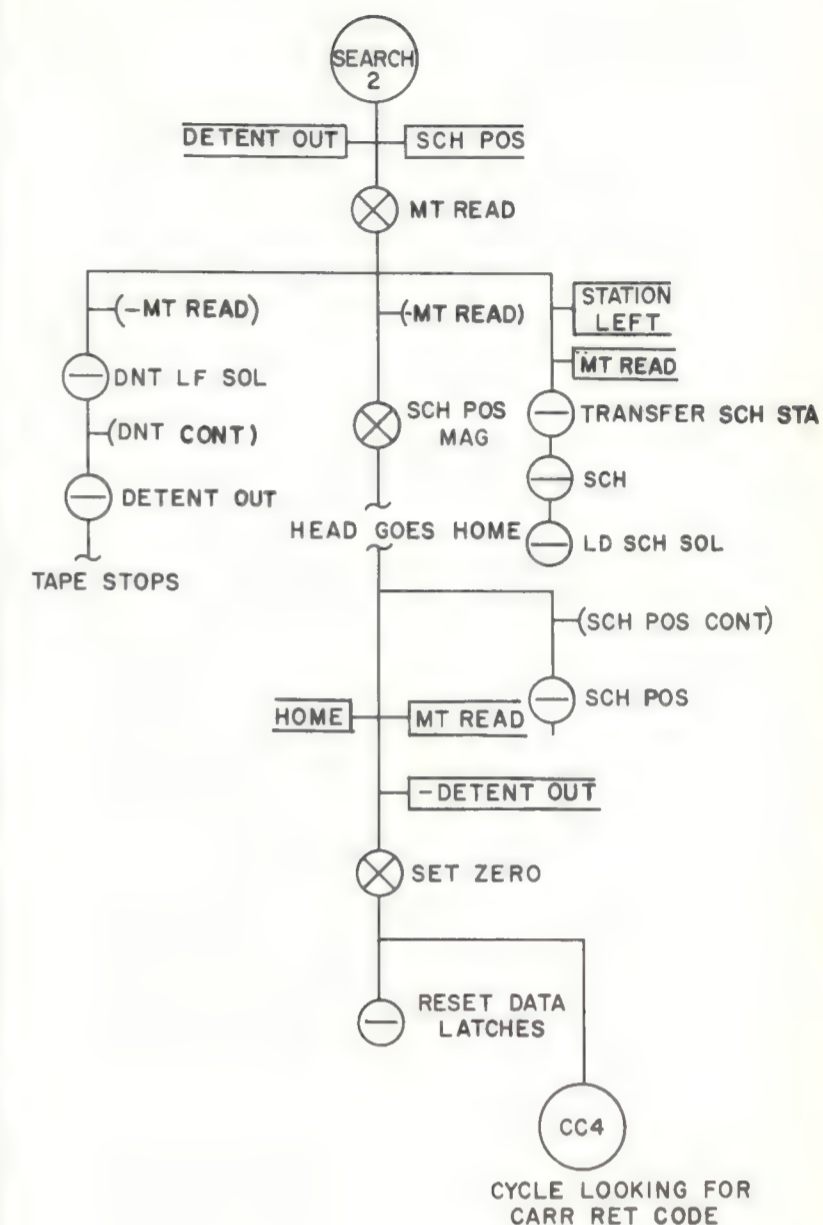 SEARCH
2
DETENT OUT
SCH POS
MT READ
(-MT READ)
(-MT READ)
STATION
LEFT
MT READ
DNT LF SOL
SCH POS
MAG
TRANSFER SCH STA
(DNT CONT)
SCH
DETENT OUT
HEAD GOES HOME
LD SCH SOL
TAPE STOPS
(SCH POS CONT)
SCH POS
HOME
MT READ
-DETENT OUT
SET ZERO
RESET DATA
LATCHES
CC4
CYCLE LOOKING FOR
CARR RET CODE